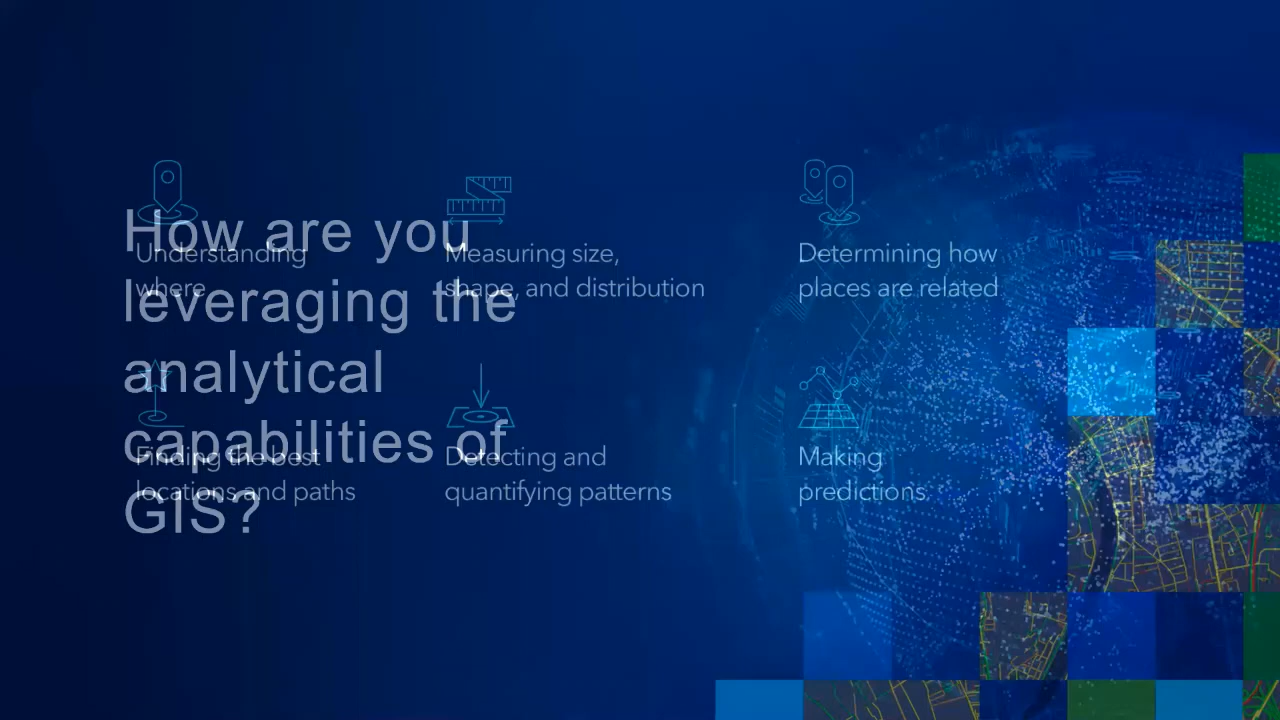 How are you
leveraging the
analytical
capabilities of
GIS?
Understanding
where
Measuring size,
shape, and distribution
Determining how
places are related
Finding the best
locations and paths
Detecting and
quantifying patterns
Making
predictions